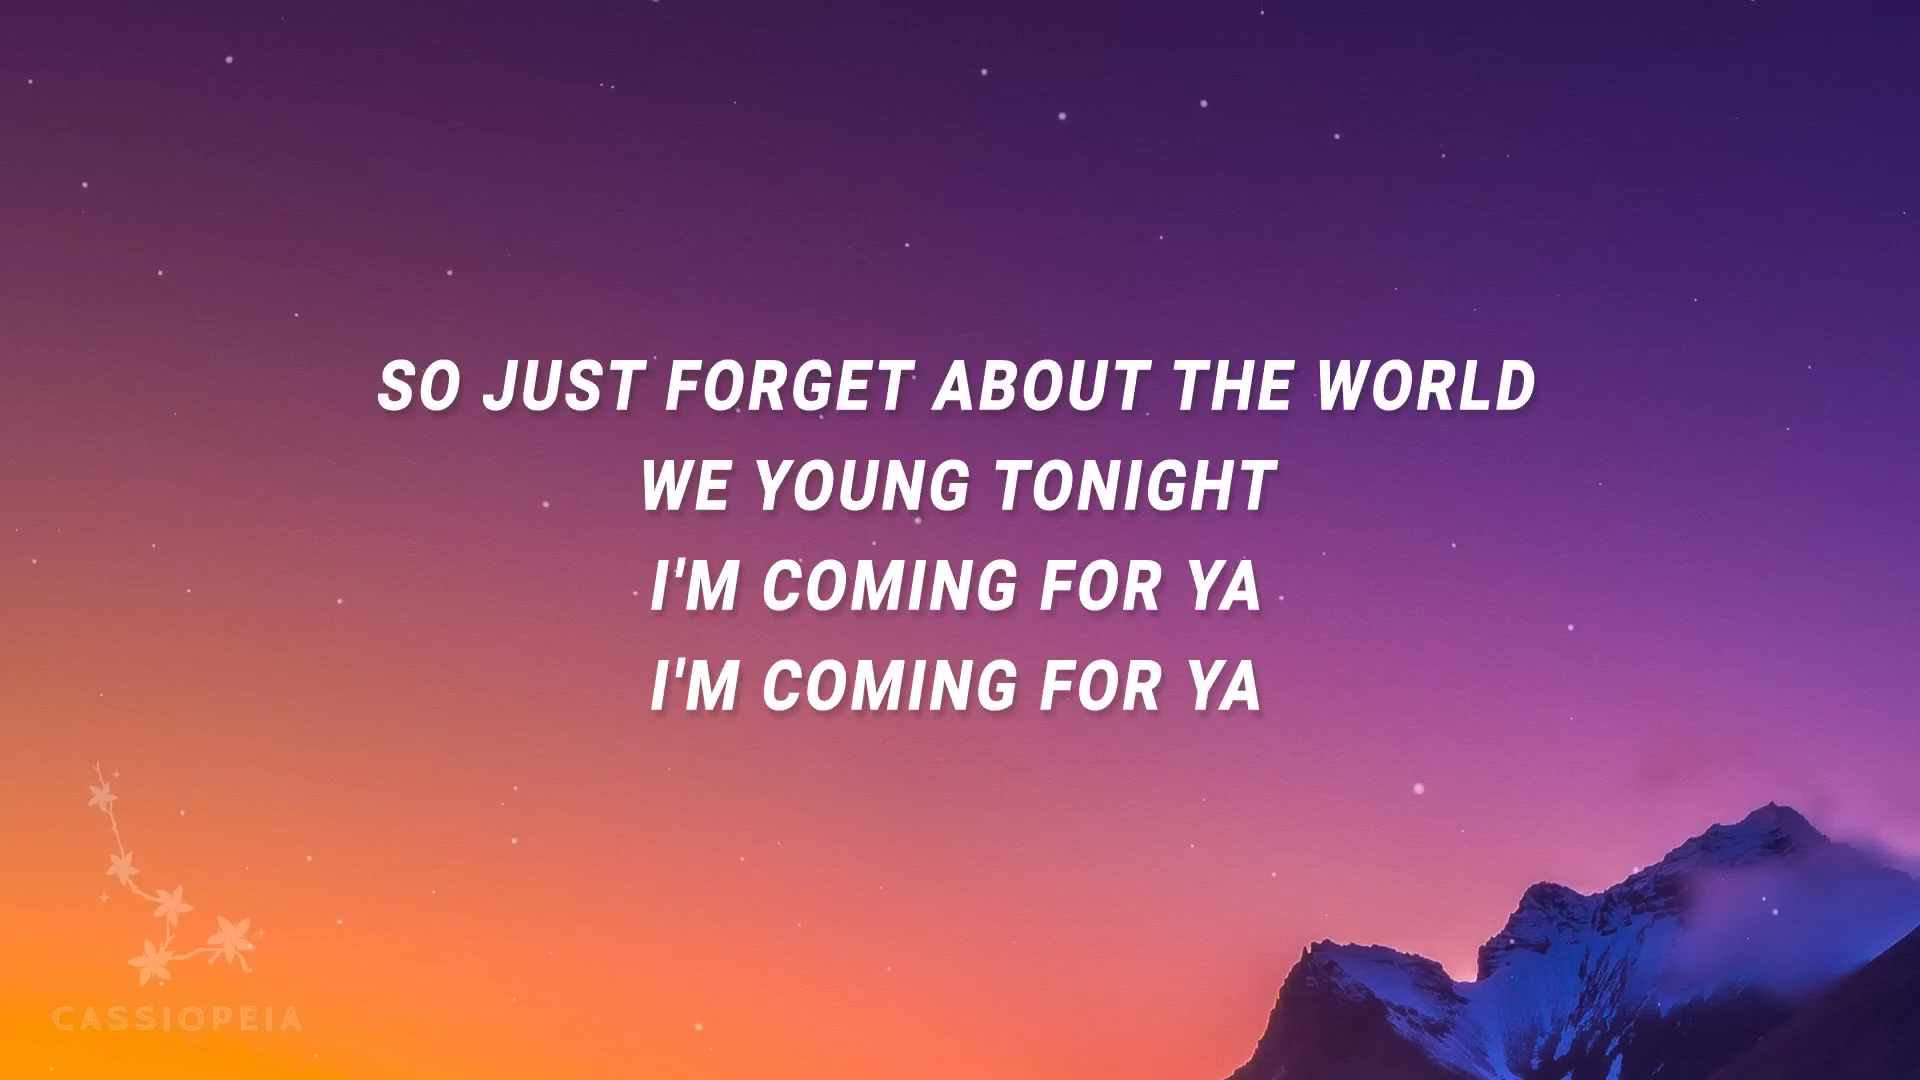 SO JUST FORGET ABOUT THE WORLD
WE YOUNG TONIGHT
I'M COMING FOR YA
I'M COMING FOR YA
CASSIOPEIA